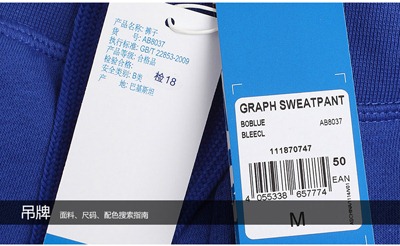 产品名称: 裤子
货 号: AB8037
执行标准: GB/T 22853-2009
产品等级: 合格品
检验合格:
检18
安全类别: B类
产 地: 巴基斯坦
GRAPH SWEATPANT
BOBLUE AB8037
BLEECL
111870747
50
EAN
4 055338 657774
M
吊牌
面料、尺码、配色搜索指南